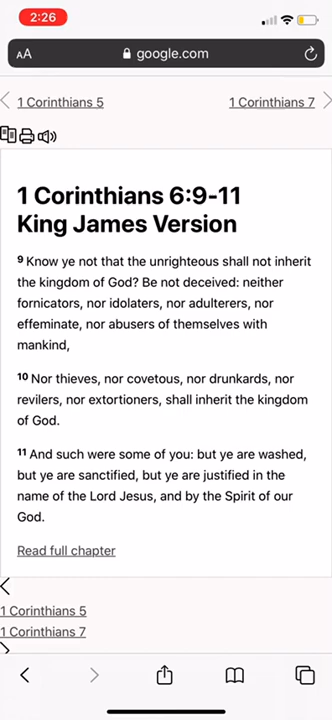 2:26
AA google.com
1 Corinthians 5 1 Corinthians 7
1 Corinthians 6:9-11
King James Version
9 Know ye not that the unrighteous shall not inherit
the kingdom of God? Be not deceived: neither
fornicators, nor idolaters, nor adulterers, nor
effeminate, nor abusers of themselves with
mankind,
10 Nor thieves, nor covetous, nor drunkards, nor
revilers, nor extortioners, shall inherit the kingdom
of God.
11 And such were some of you: but ye are washed,
but ye are sanctified, but ye are justified in the
name of the Lord Jesus, and by the Spirit of our
God.
Read full chapter
1 Corinthians 5
1 Corinthians 7